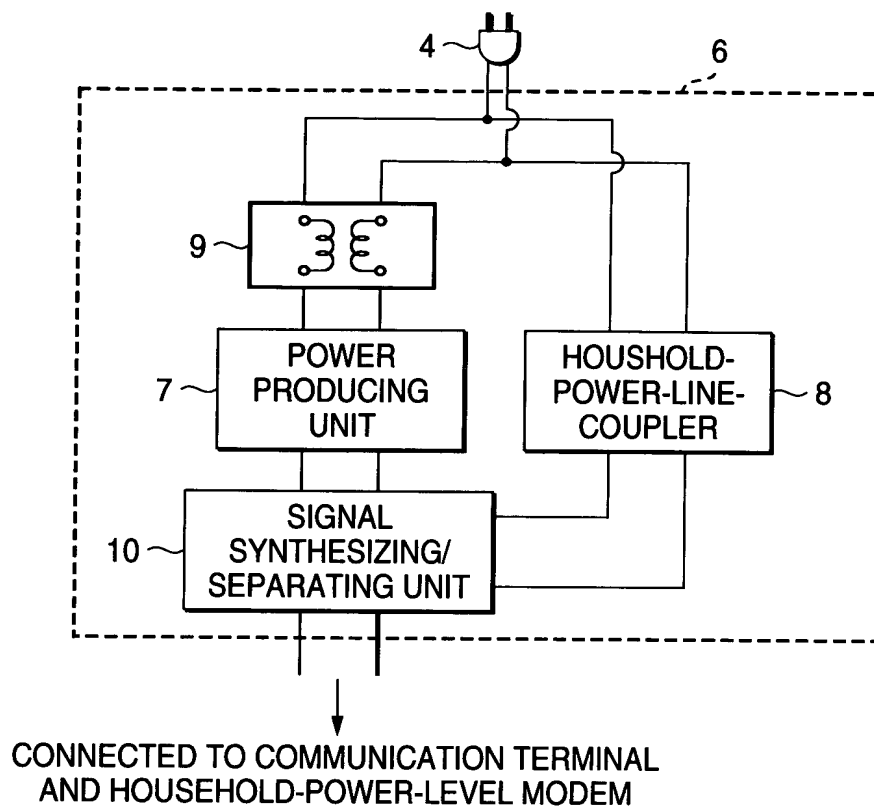 4
6
9
7
POWER
PRODUCING
UNIT
HOUSHOLD-
POWER-LINE-
COUPLER
8
10
SIGNAL
SYNTHESIZING/
SEPARATING UNIT
CONNECTED TO COMMUNICATION TERMINAL
AND HOUSEHOLD-POWER-LEVEL MODEM